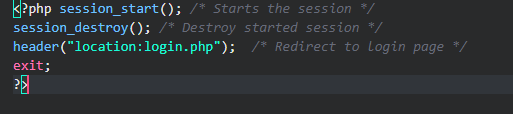 <?php session_start(); /* Starts the session */
session_destroy(); /* Destroy started session */
header("location:login.php");  /* Redirect to login page */
exit;
?>